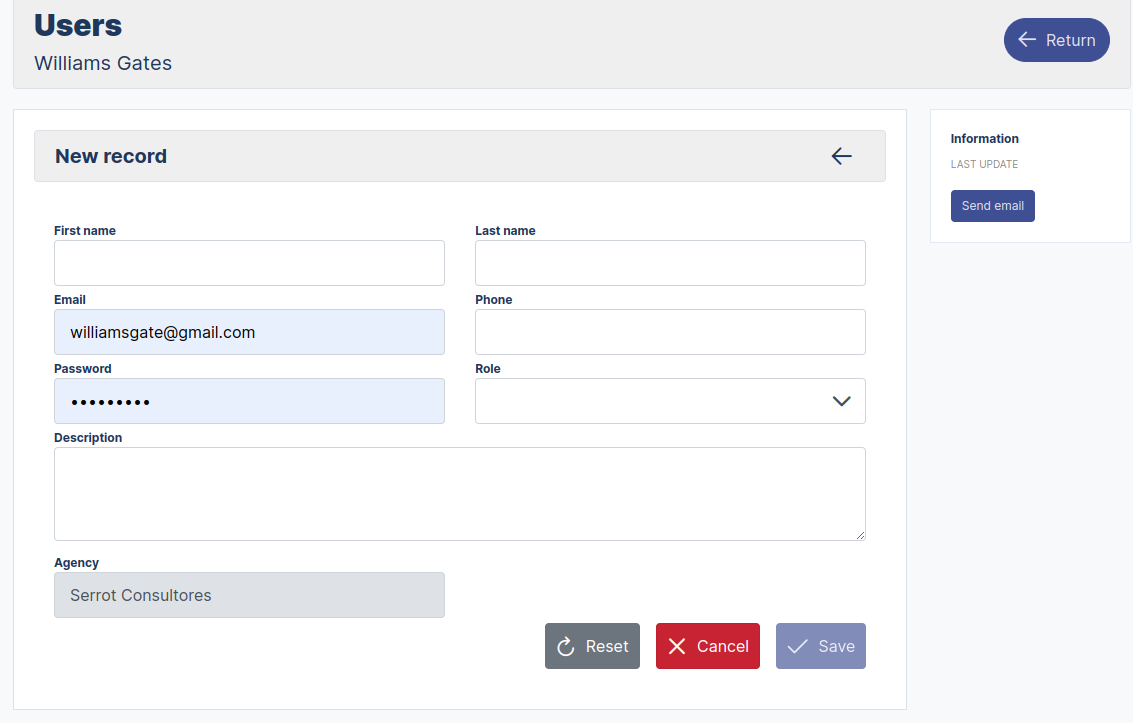 Users
Williams Gates
Return
New record
Information
LAST UPDATE
Send email
First name
Last name
Email
williamsgate@gmail.com
Phone
Password
•••••••••
Role
Description
Agency
Serrot Consultores
Reset
Cancel
Save